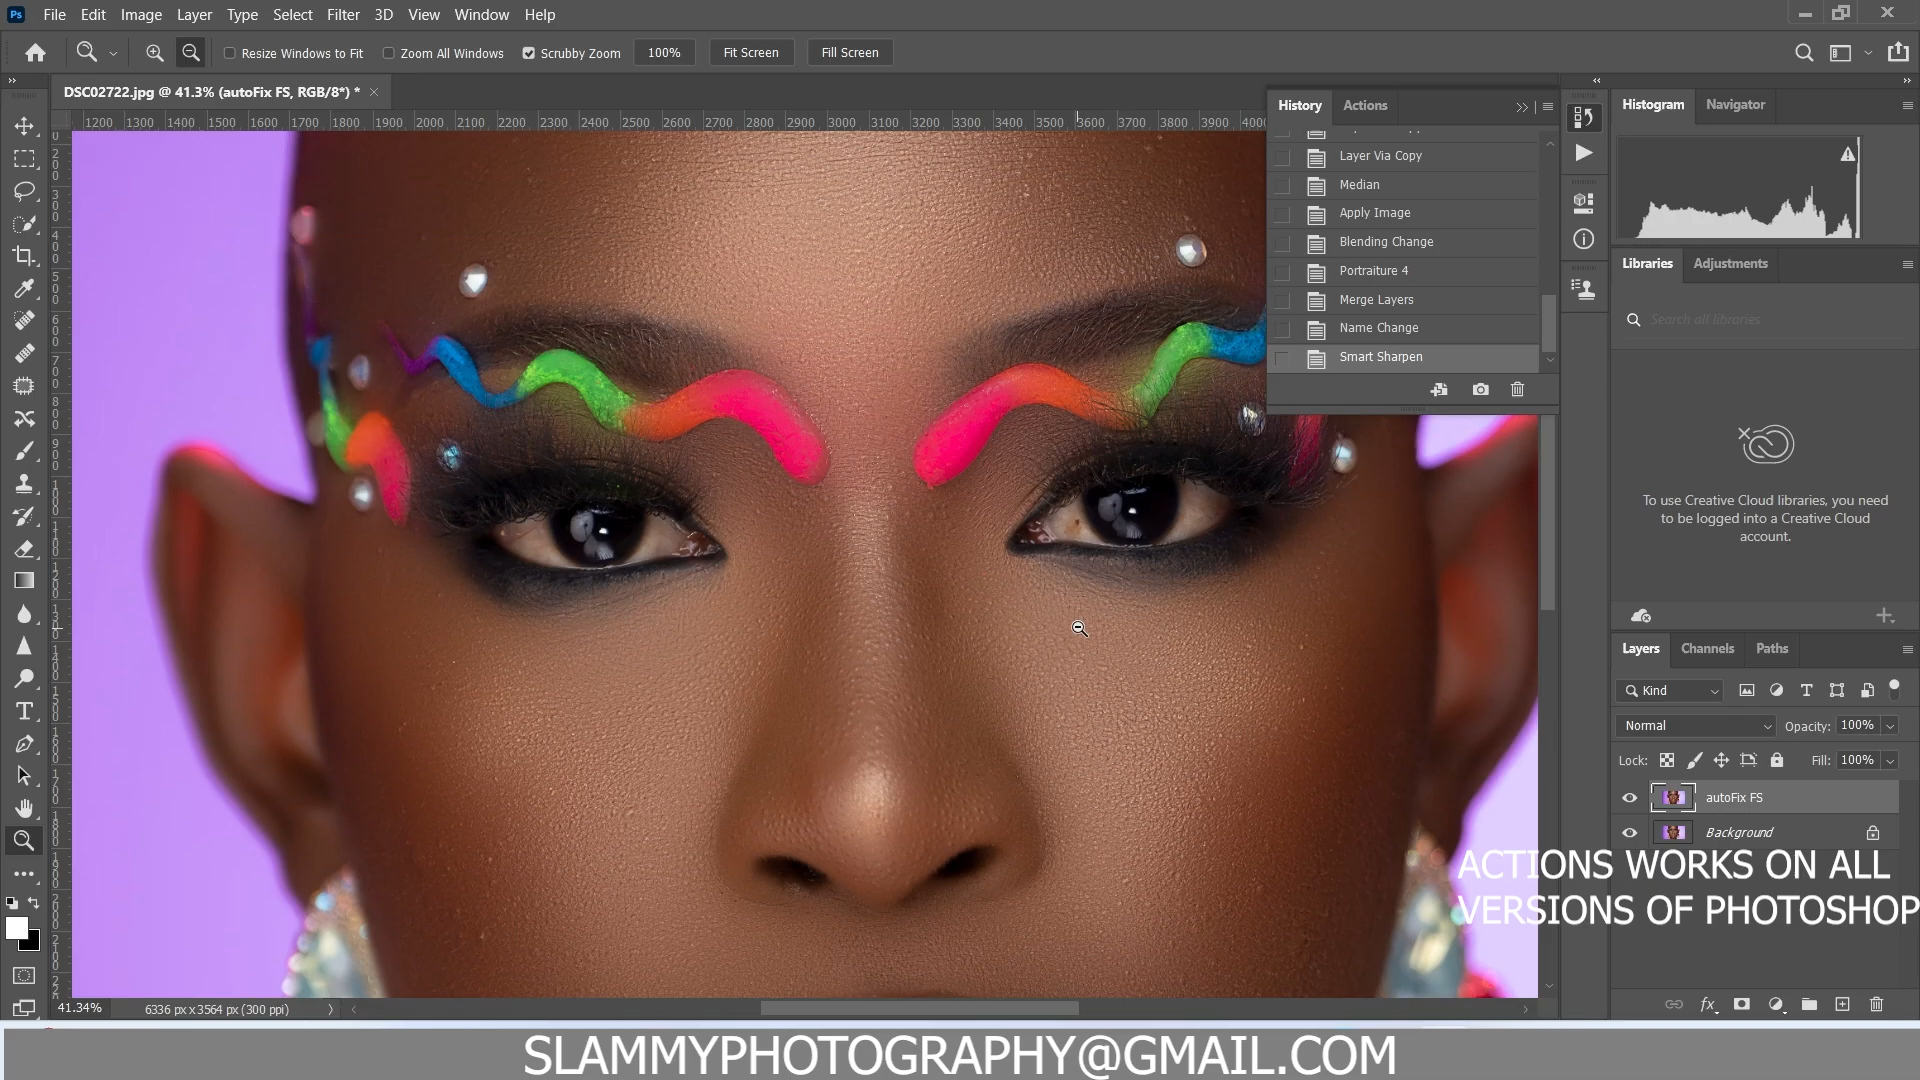 Ps File Edit Image Layer Type Select Filter 3D View Window Help
Resize Windows to Fit Zoom All Windows Scrubby Zoom 100% Fit Screen Fill Screen
DSC02722.jpg @ 41.3% (autoFix FS, RGB/8*) *
1200 1300 1400 1500 1600 1700 1800 1900 2000 2100 2200 2300 2400 2500 2600 2700 2800 2900 3000 3100 3200 3300 3400 3500 3600 3700 3800 3900 4000
History Actions
Layer Via Copy
Median
Apply Image
Blending Change
Portraiture 4
Merge Layers
Name Change
Smart Sharpen
Histogram Navigator
Libraries Adjustments
Search all libraries
To use Creative Cloud libraries, you need
to be logged into a Creative Cloud
account.
Layers Channels Paths
Kind
Normal Opacity: 100%
Lock: Fill: 100%
autoFix FS
Background
ACTIONS WORKS ON ALL
VERSIONS OF PHOTOSHOP
41.34% 6336 px x 3564 px (300 ppi)
SLAMMYPHOTOGRAPHY@GMAIL.COM